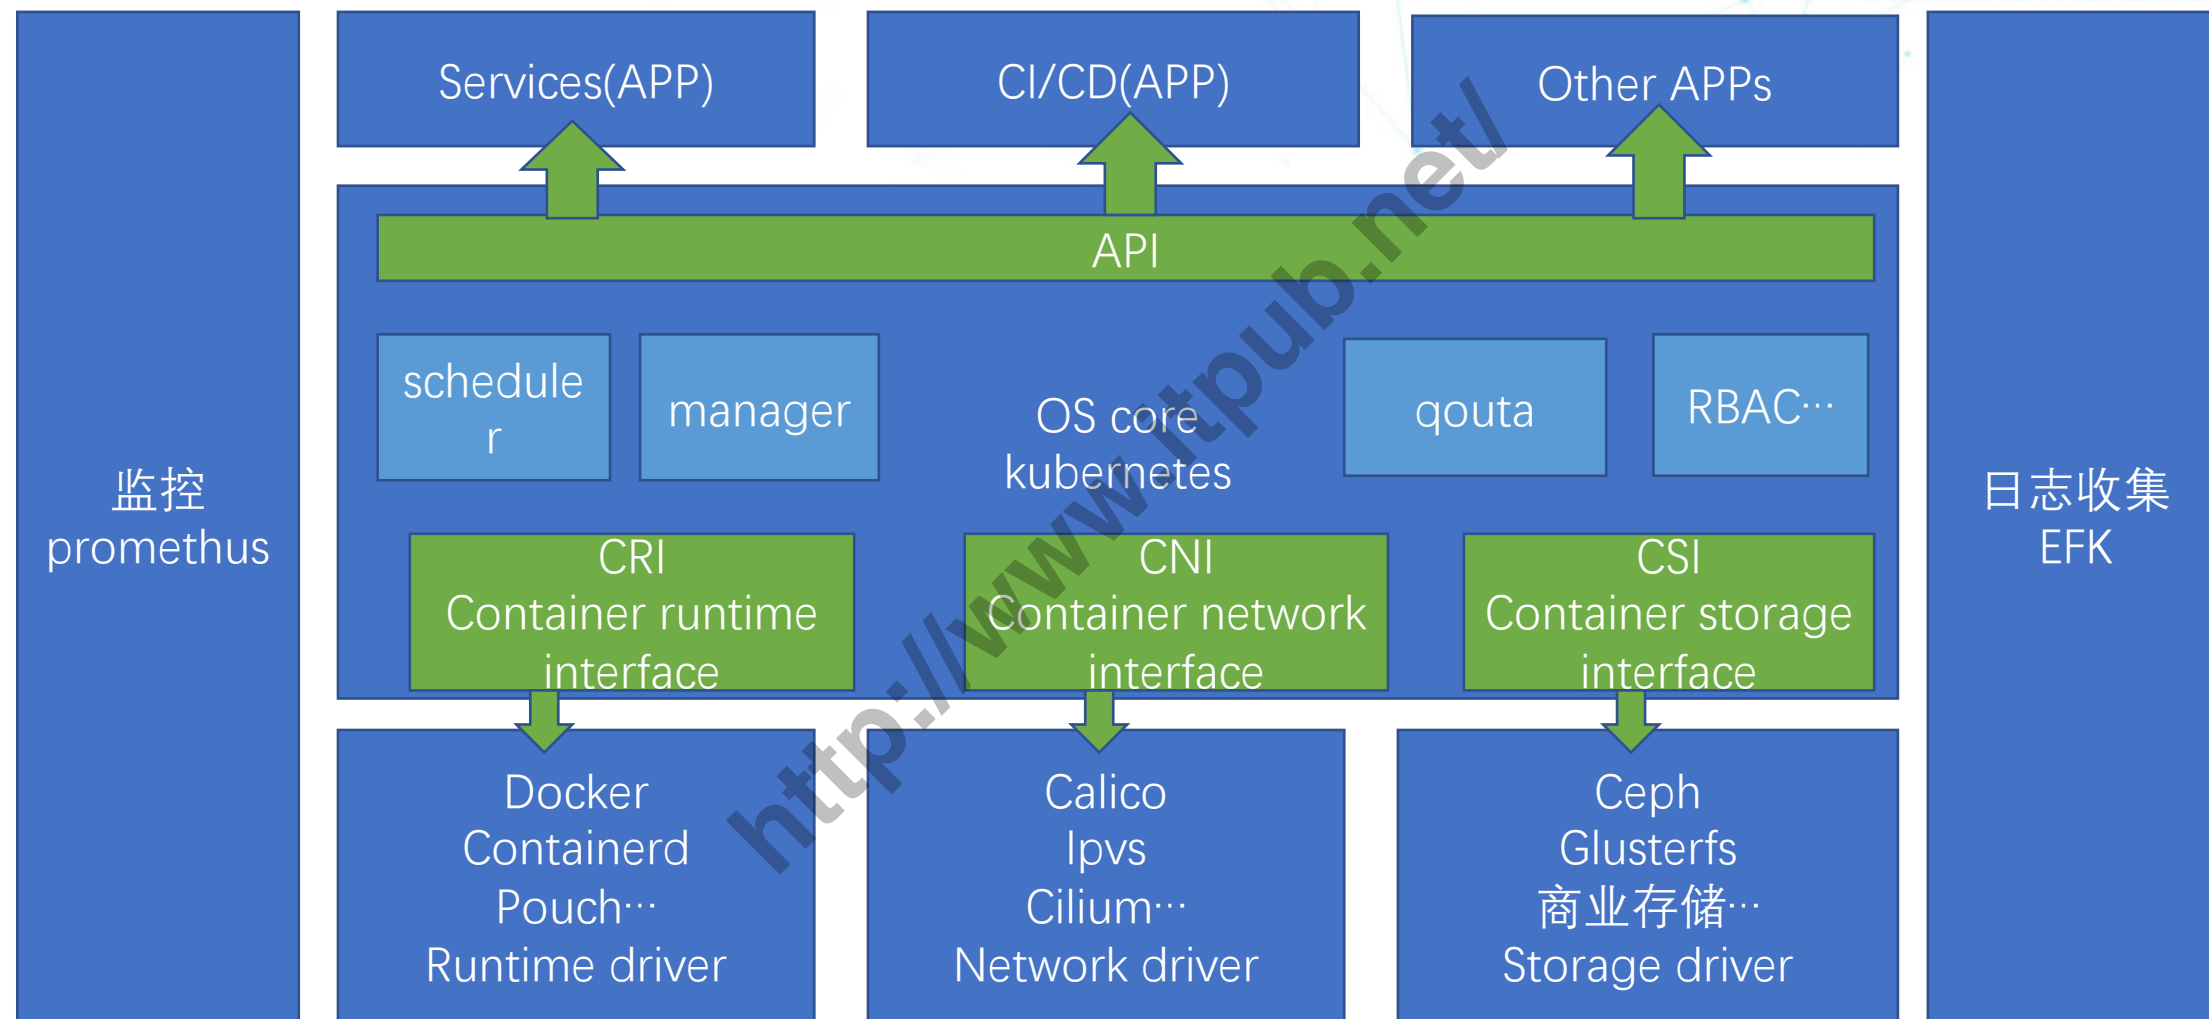 Services(APP)
CI/CD(APP)
Other APPs
API
schedule
r
manager
OS core
kubernetes
qouta
RBAC…
监控
promethus
日志收集
EFK
CRI
Container runtime
interface
CNI
Container network
interface
CSI
Container storage
interface
Docker
Containerd
Pouch…
Runtime driver
Calico
Ipvs
Cilium…
Network driver
Ceph
Glusterfs
商业存储…
Storage driver
http://www.itpub.net/